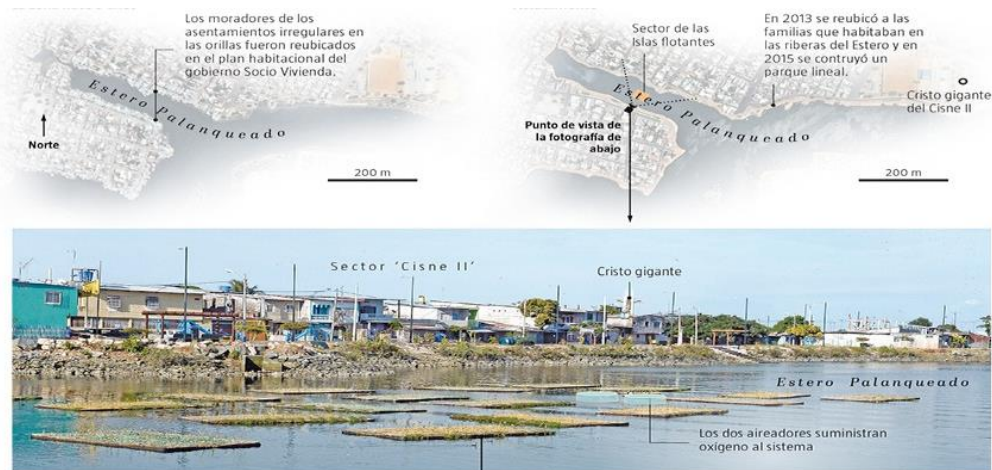 Los moradores de los
asentamientos irregulares en
las orillas fueron reubicados
en el plan habitacional del
gobierno Socio Vivienda.
Estero Palanqueado
Norte
200 m
Sector de las
Islas flotantes
En 2013 se reubicó a las
familias que habitaban en
las riberas del Estero y en
2015 se contruyó un
parque lineal.
Cristo gigante
del Cisne II
Estero Palanqueado
Punto de vista de
la fotografía de
abajo
200 m
Sector 'Cisne II'
Cristo gigante
Estero Palanqueado
Los dos aireadores suministran
oxígeno al sistema